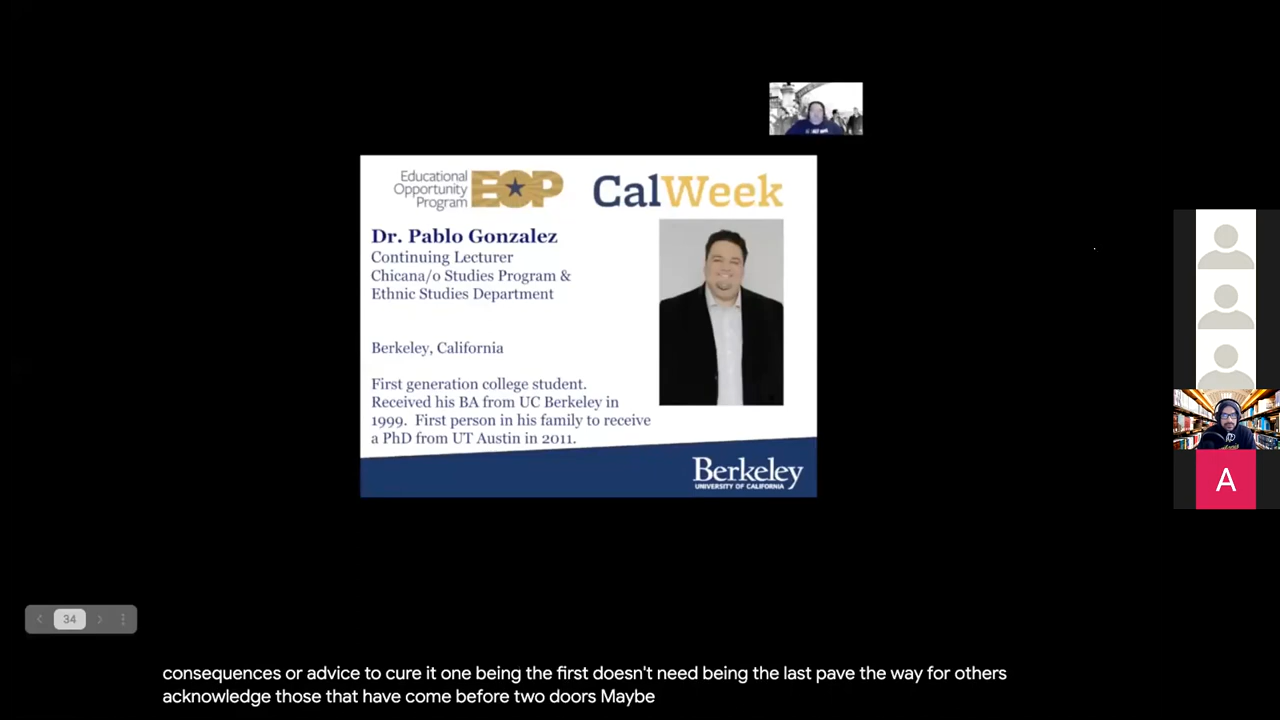 Educational
Opportunity
Program
EOP
CalWeek
Dr. Pablo Gonzalez
Continuing Lecturer
Chicana/o Studies Program &
Ethnic Studies Department
Berkeley, California
First generation college student.
Received his BA from UC Berkeley in
1999. First person in his family to receive
a PhD from UT Austin in 2011.
Berkeley
UNIVERSITY OF CALIFORNIA
A
34
consequences or advice to cure it one being the first doesn't need being the last pave the way for others
acknowledge those that have come before two doors Maybe